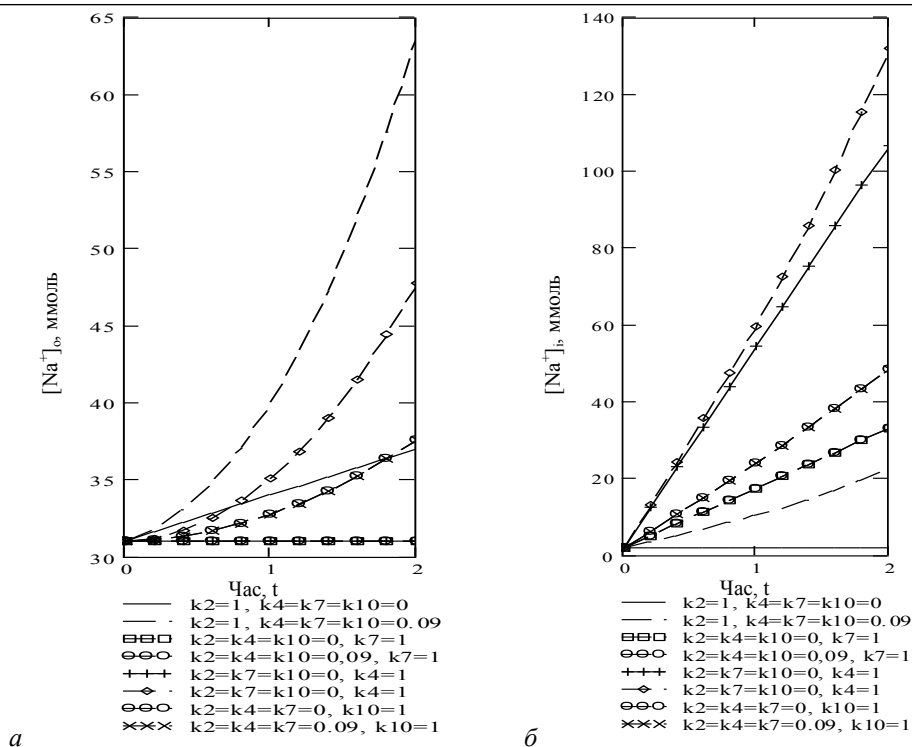 65
60
55
50
45
40
35
30
[Na+]o, ммоль
0
1
2
Час, t
k2=1, k4=k7=k10=0
k2=1, k4=k7=k10=0.09
k2=k4=k10=0, k7=1
k2=k4=k10=0,09, k7=1
k2=k7=k10=0, k4=1
k2=k7=k10=0, k4=1
k2=k4=k7=0, k10=1
k2=k4=k7=0.09, k10=1
а
140
120
100
80
60
40
20
0
[Na+]i, ммоль
0
1
2
Час, t
k2=1, k4=k7=k10=0
k2=1, k4=k7=k10=0.09
k2=k4=k10=0, k7=1
k2=k4=k10=0,09, k7=1
k2=k7=k10=0, k4=1
k2=k7=k10=0, k4=1
k2=k4=k7=0, k10=1
k2=k4=k7=0.09, k10=1
б